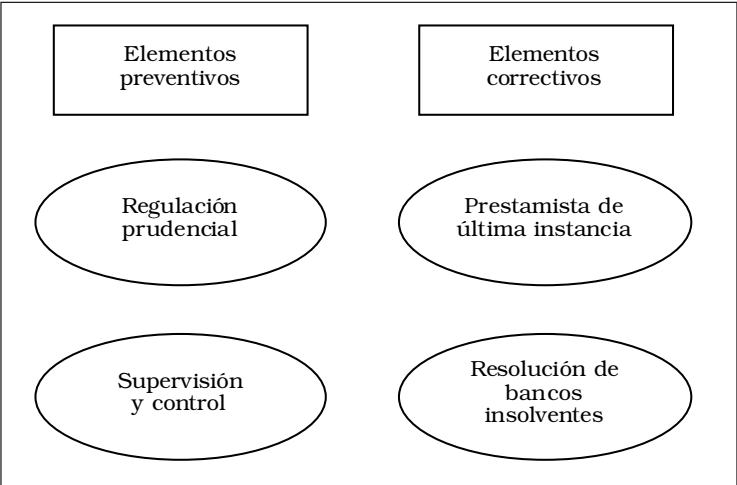 Elementos
preventivos
Elementos
correctivos
Regulación
prudencial
Prestamista de
última instancia
Supervisión
y control
Resolución de
bancos
insolventes